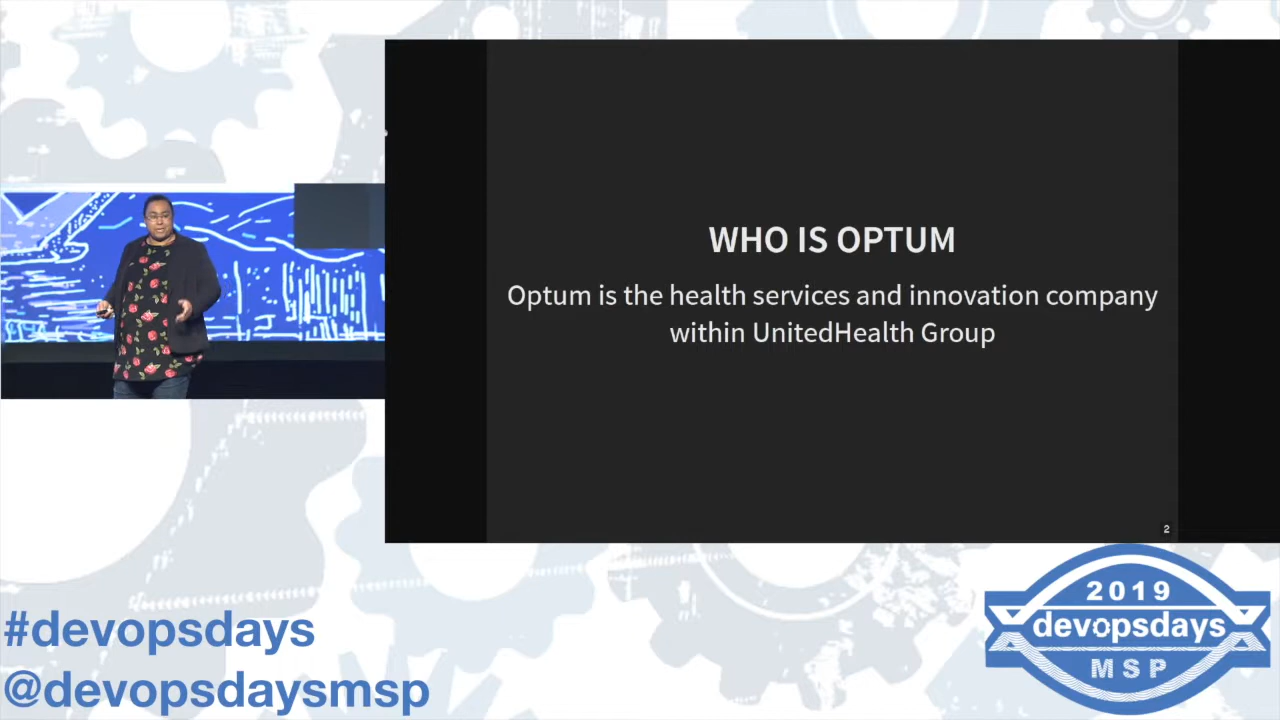 WHO IS OPTUM
Optum is the health services and innovation company
within UnitedHealth Group
2
#devopsdays
@devopsdaysmsp
2019
devopsdays
MSP